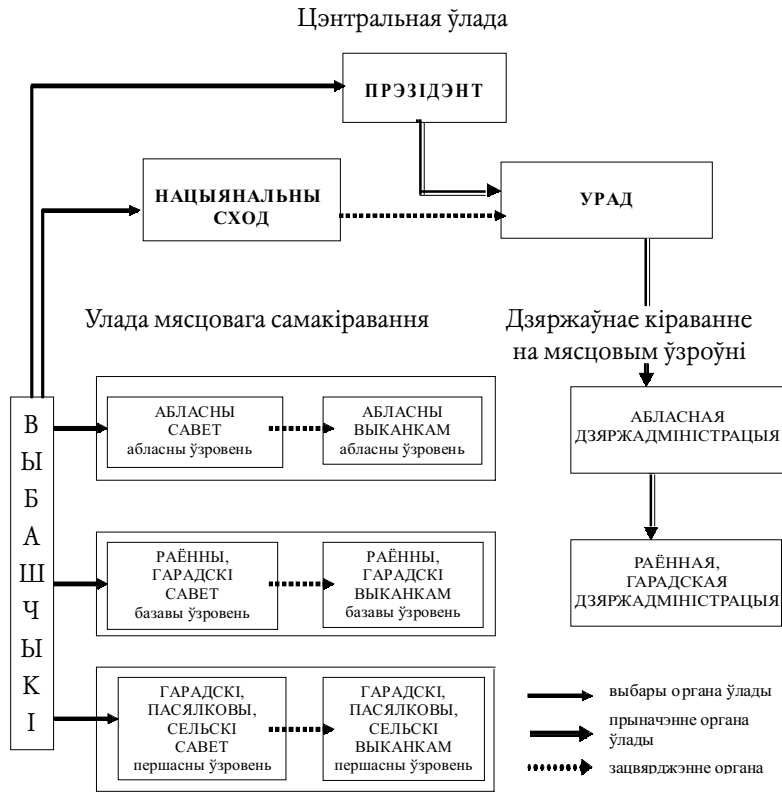 Цэнтральная ўлада
ПРЭЗІДЭНТ
НАЦЫЯНАЛЬНЫ
СХОД
УРАД
Улада мясцовага самакіравання
Дзяржаўнае кіраванне
на мясцовым ўзроўні
ВЫБАШЧЫКІ
АБЛАСНЫ
САВЕТ
абласны ўзровень
АБЛАСНЫ
ВЫКАНКАМ
абласны ўзровень
АБЛАСНАЯ
ДЗЯРЖАДМІНІСТРАЦЫЯ
РАЁННЫ,
ГАРАДСКІ
САВЕТ
базавы ўзровень
РАЁННЫ,
ГАРАДСКІ
ВЫКАНКАМ
базавы ўзровень
РАЁННАЯ,
ГАРАДСКАЯ
ДЗЯРЖАДМІНІСТРАЦЫЯ
ГАРАДСКІ,
ПАСЯЛКОВЫ,
СЕЛЬСКІ
САВЕТ
першасны ўзровень
ГАРАДСКІ,
ПАСЯЛКОВЫ,
СЕЛЬСКІ
ВЫКАНКАМ
першасны ўзровень
выбары органа ўлады
прызначэнне органа
ўлады
зацвярджэнне органа